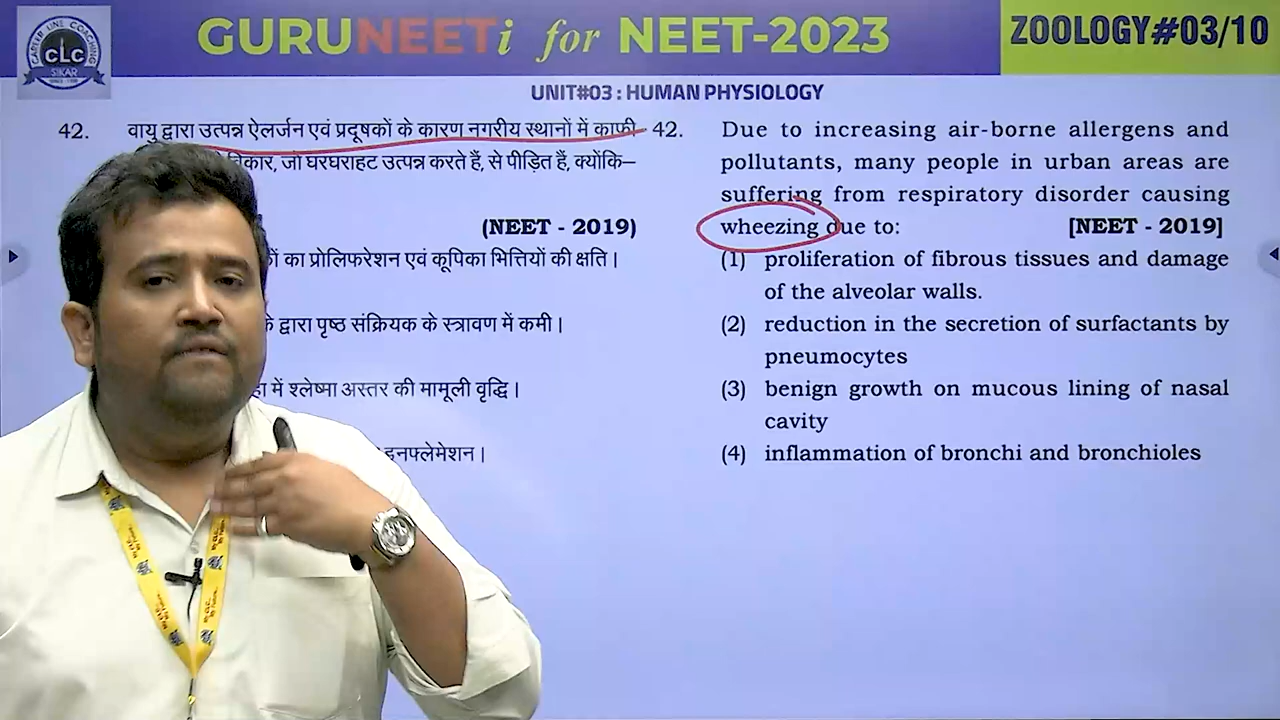 GURUNEETi for NEET-2023
ZOOLOGY#03/10
CAREER LINE COACHING
CLC
SIKAR
UNIT#03 : HUMAN PHYSIOLOGY
42. वायु द्वारा उत्पन्न ऐलर्जन एवं प्रदूषकों के कारण नगरीय स्थानों में काफी
विकार, जो घरघराहट उत्पन्न करते हैं, से पीड़ित हैं, क्योंकि–
(NEET - 2019)
का प्रोलिफरेशन एवं कूपिका भित्तियों की क्षति।
के द्वारा पृष्ठ संक्रियक के स्त्रावण में कमी।
में श्लेष्मा अस्तर की मामूली वृद्धि।
इनफ्लेमेशन।
42. Due to increasing air-borne allergens and
pollutants, many people in urban areas are
suffering from respiratory disorder causing
wheezing due to: [NEET - 2019]
(1) proliferation of fibrous tissues and damage
of the alveolar walls.
(2) reduction in the secretion of surfactants by
pneumocytes
(3) benign growth on mucous lining of nasal
cavity
(4) inflammation of bronchi and bronchioles